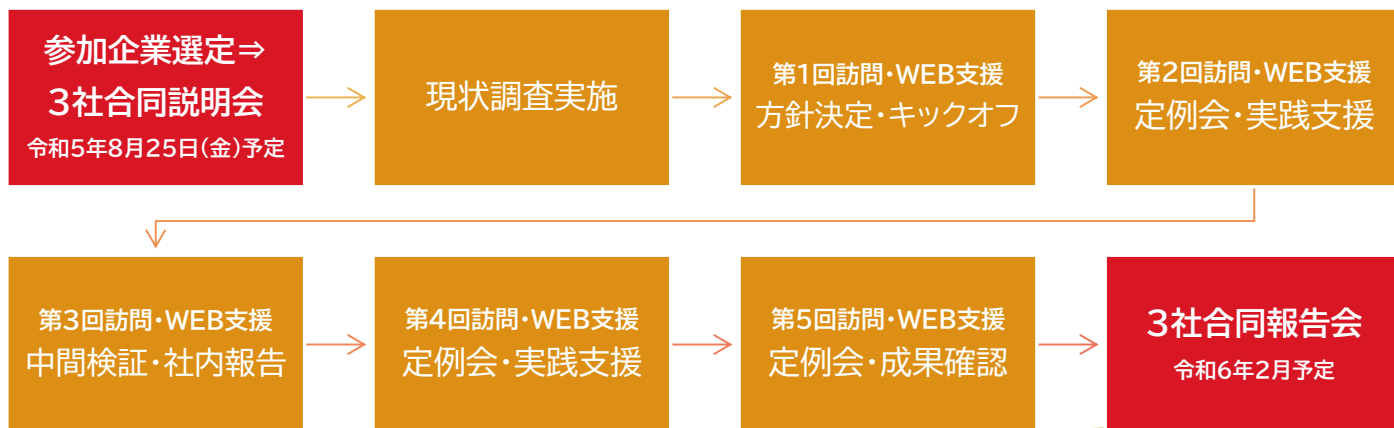 参加企業選定⇒
3社合同説明会
令和5年8月25日(金)予定
現状調査実施
第1回訪問・WEB支援
方針決定・キックオフ
第2回訪問・WEB支援
定例会・実践支援
第3回訪問・WEB支援
中間検証・社内報告
第4回訪問・WEB支援
定例会・実践支援
第5回訪問・WEB支援
定例会・成果確認
3社合同報告会
令和6年2月予定